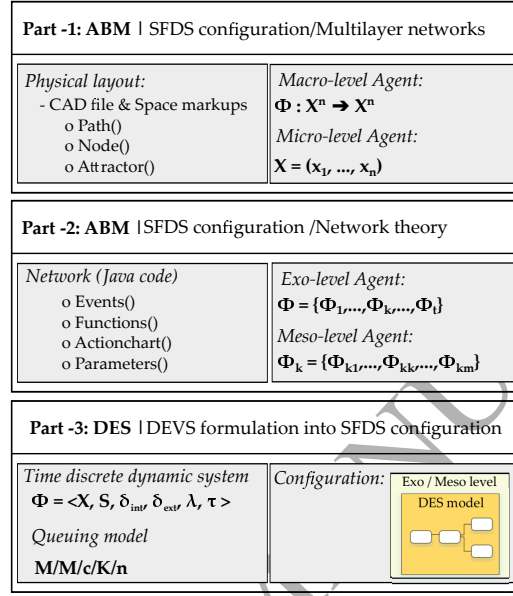 Part -1: ABM | SFDS configuration/Multilayer networks
Physical layout:
- CAD file & Space markups
o Path()
o Node()
o Attractor()
Macro-level Agent:
Φ : Xⁿ ➔ Xⁿ
Micro-level Agent:
X = (x₁, ..., xₙ)
Part -2: ABM |SFDS configuration /Network theory
Network (Java code)
o Events()
o Functions()
o Actionchart()
o Parameters()
Exo-level Agent:
Φ = {Φ₁,...,Φₖ,...,Φₜ}
Meso-level Agent:
Φₖ = {Φₖ₁,...,Φₖₖ,...,Φₖₘ}
Part -3: DES |DEVS formulation into SFDS configuration
Time discrete dynamic system
Φ = <X, S, δ_int, δ_ext, λ, τ >
Queuing model
M/M/c/K/n
Configuration:
Exo / Meso level
DES model